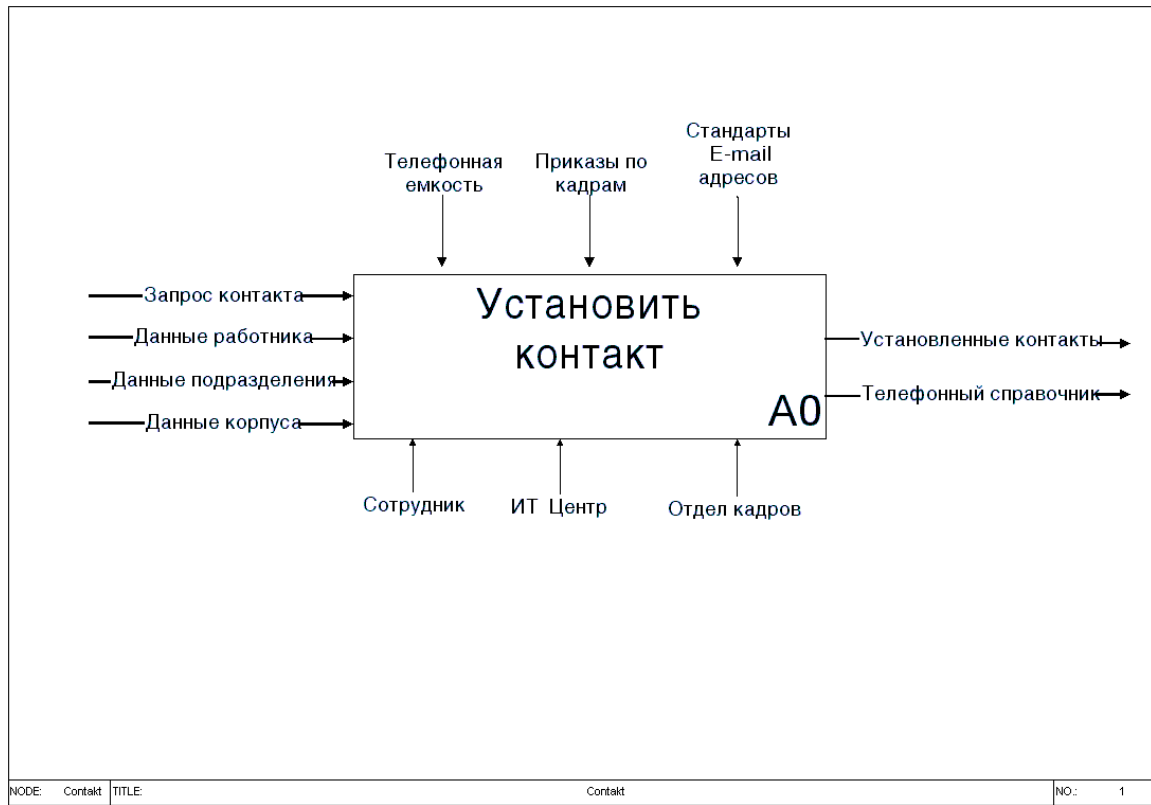 Телефонная
емкость
Приказы по
кадрам
Стандарты
E-mail
адресов
Запрос контакта
Данные работника
Данные подразделения
Данные корпуса
Установить
контакт
A0
Установленные контакты
Телефонный справочник
Сотрудник
ИТ Центр
Отдел кадров
NODE: Contakt TITLE: Contakt NO.: 1